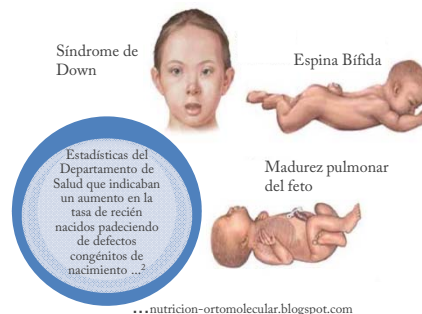 Síndrome de
Down
Espina Bífida
Estadísticas del
Departamento de
Salud que indicaban
un aumento en la
tasa de recién
nacidos padeciendo
de defectos
congénitos de
nacimiento ...²
Madurez pulmonar
del feto
...nutricion-ortomolecular.blogspot.com